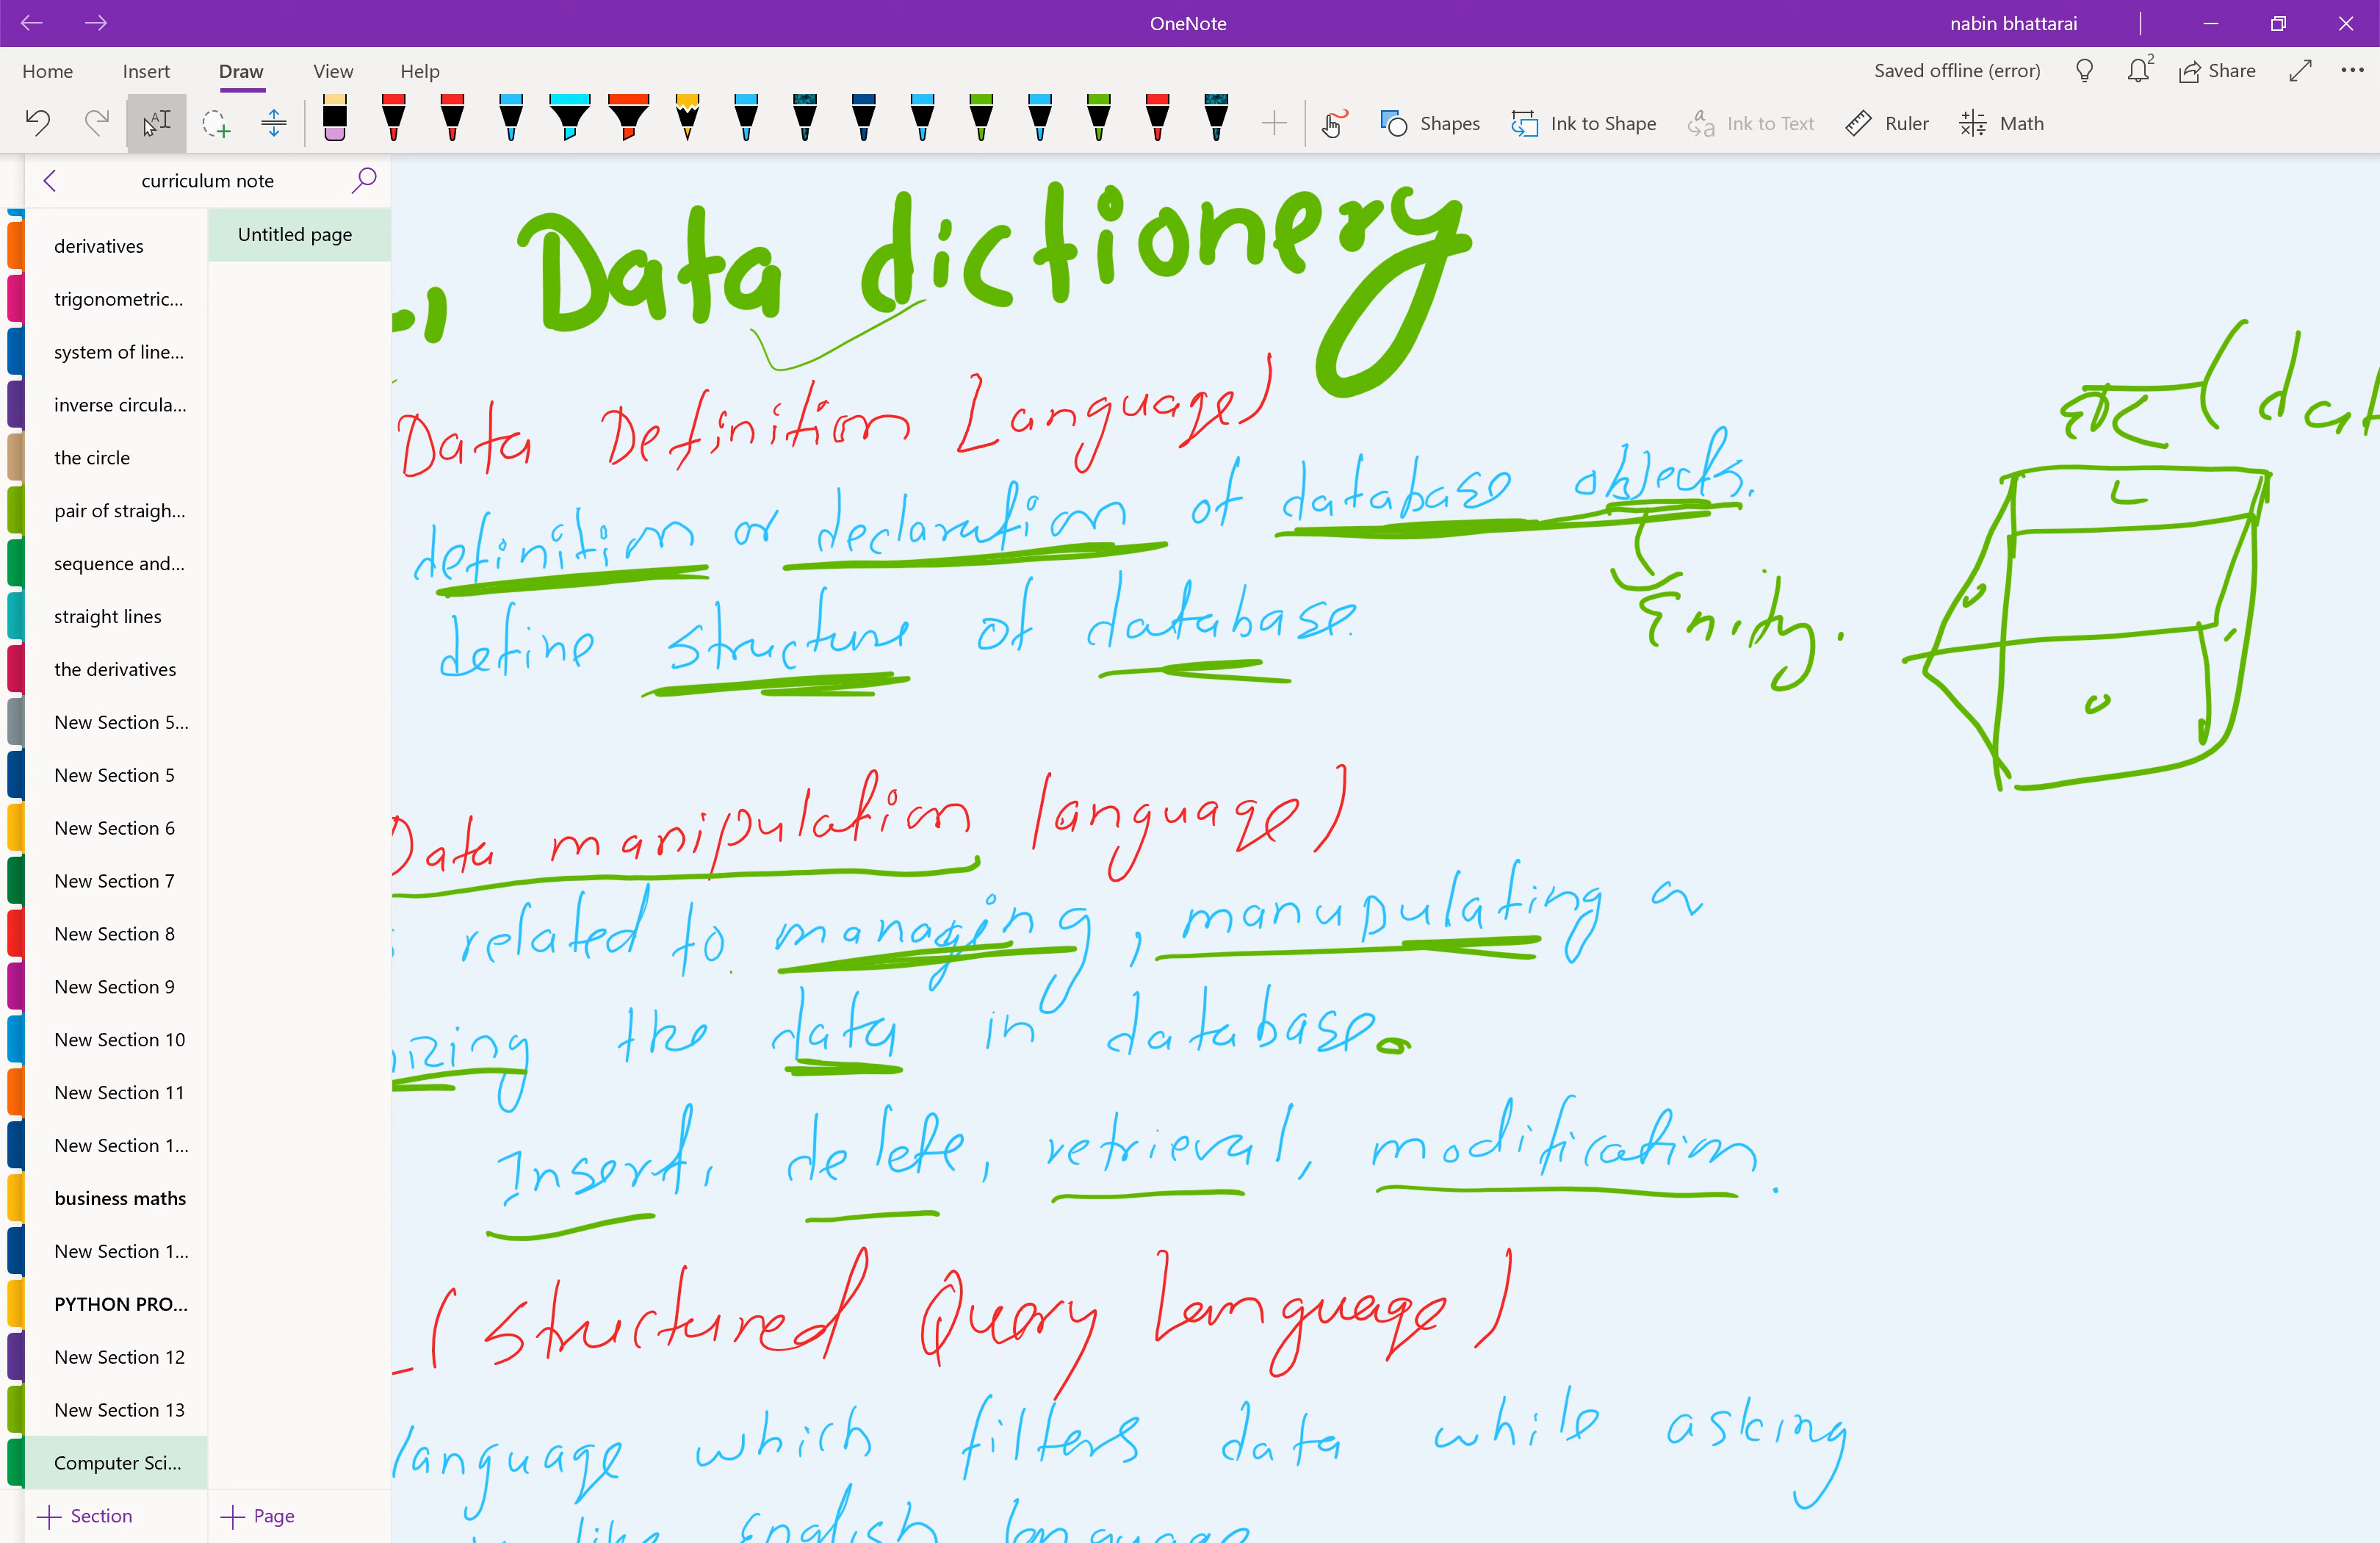 OneNote
nabin bhattarai
Home Insert Draw View Help
Saved offline (error)
Share
Shapes
Ink to Shape
Ink to Text
Ruler
Math
curriculum note
derivatives
trigonometric...
system of line...
inverse circula...
the circle
pair of straigh...
sequence and...
straight lines
the derivatives
New Section 5...
New Section 5
New Section 6
New Section 7
New Section 8
New Section 9
New Section 10
New Section 11
New Section 1...
business maths
New Section 1...
PYTHON PRO...
New Section 12
New Section 13
Computer Sci...
Section
Untitled page
Page
Data dictionery
Data Definition Language)
definition or declaration of database objects.
Enity.
define structure of database.
Data manipulation language)
related to managing, manupulating a
nizing the data in database.
Insert, delete, retrieval, modification.
(Structured Query Language)
language which filters data while asking
like English language
(dat